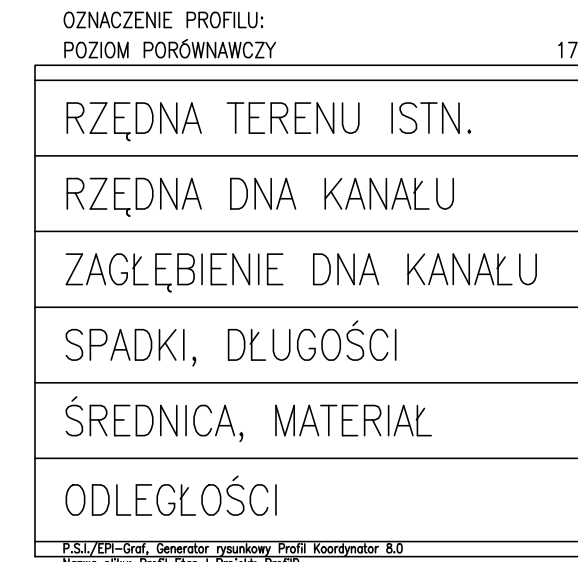 OZNACZENIE PROFILU:
POZIOM PORÓWNAWCZY 17
RZĘDNA TERENU ISTN.
RZĘDNA DNA KANAŁU
ZAGŁĘBIENIE DNA KANAŁU
SPADKI, DŁUGOŚCI
ŚREDNICA, MATERIAŁ
ODLEGŁOŚCI
P.S.I./EPI-Graf, Generator rysunkowy Profil Koordynator 8.0